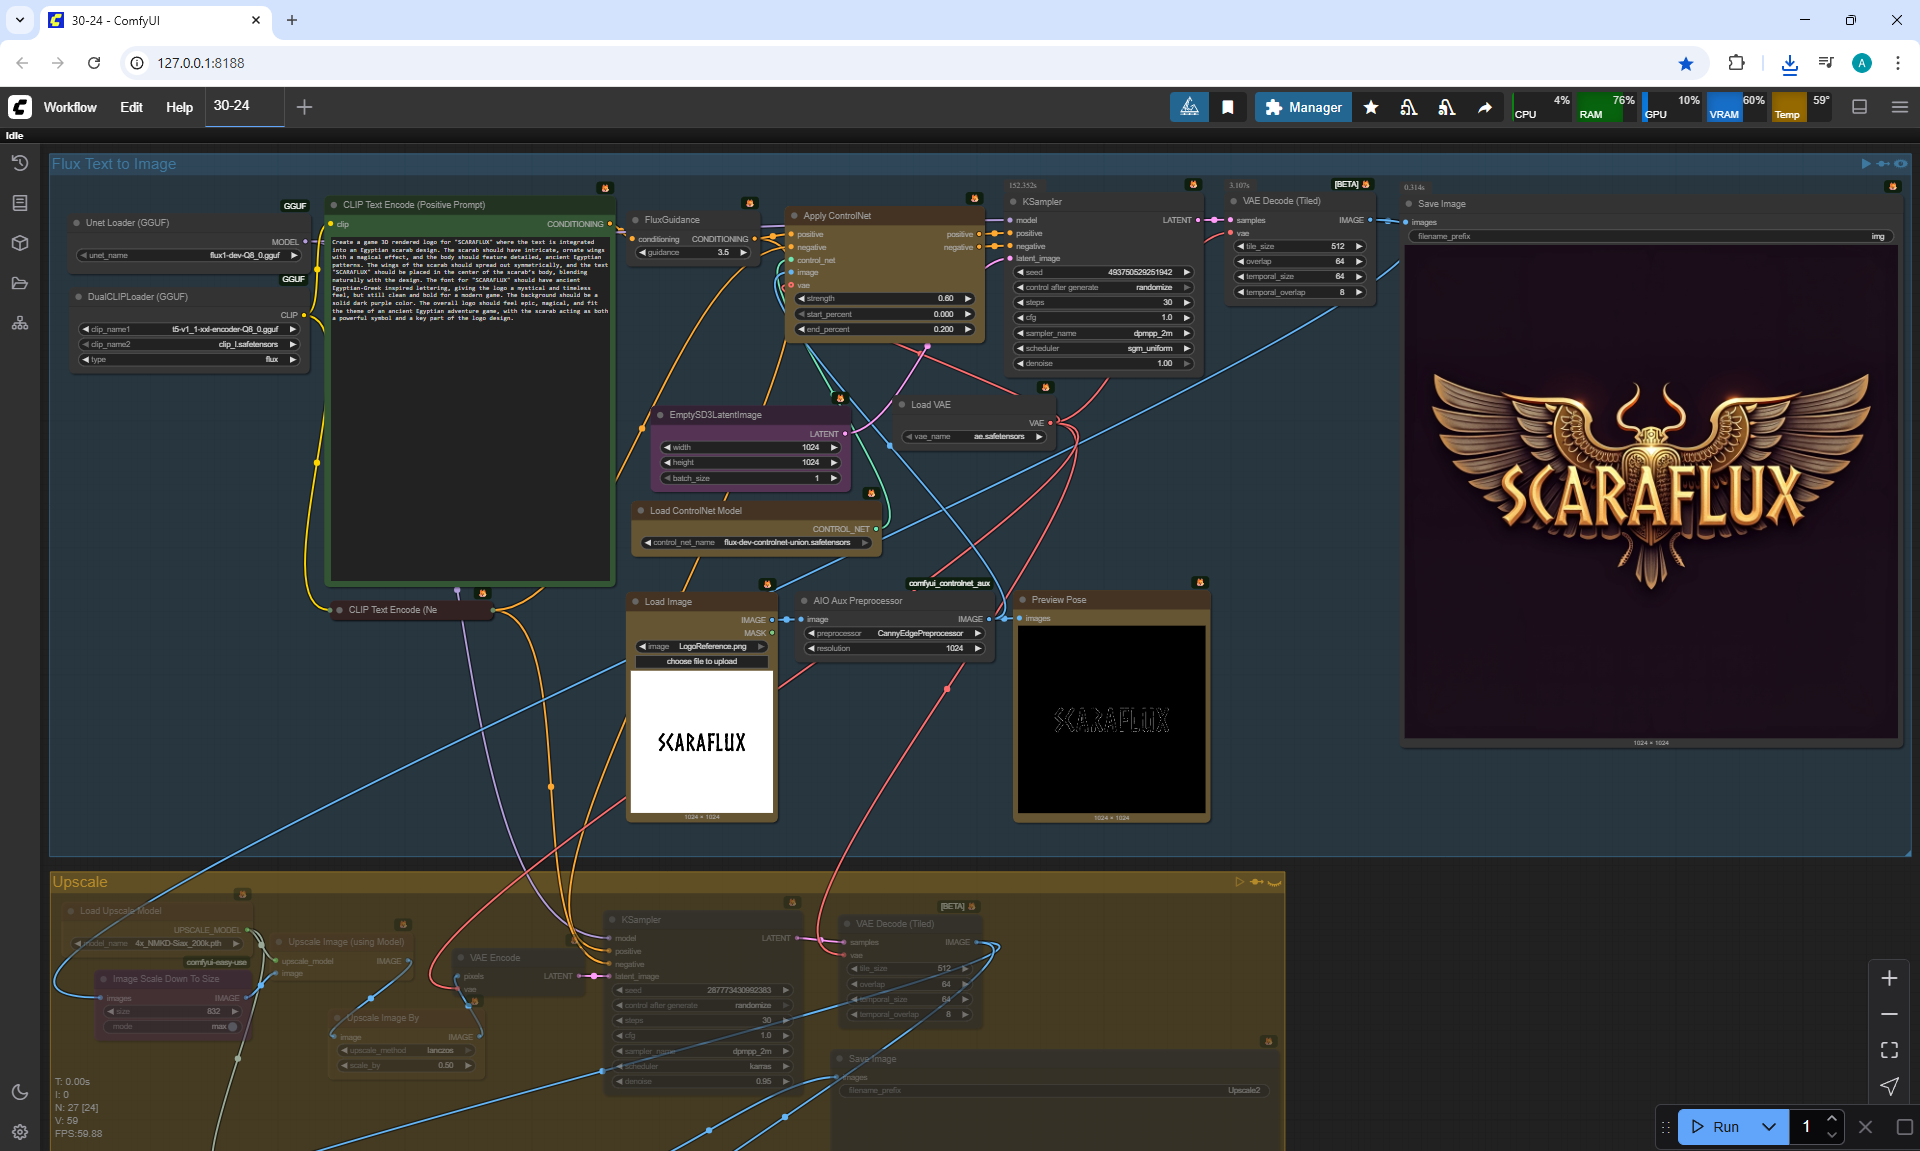 30-24 - ComfyUI
127.0.0.1:8188
A
Workflow
Edit
Help
30-24
Manager
4%
CPU
76%
RAM
10%
GPU
60%
VRAM
59°
Temp
Idle
Flux Text to Image
GGUF
Unet Loader (GGUF)
MODEL
unet_name flux1-dev-Q8_0.gguf
GGUF
DualCLIPLoader (GGUF)
CLIP
clip_name1 t5-v1_1-xxl-encoder-Q8_0.gguf
clip_name2 clip_l.safetensors
type flux
CLIP Text Encode (Positive Prompt)
clip CONDITIONING
Create a game 3D rendered logo for "SCARAFLUX" where the text is integrated
into an Egyptian scarab design. The scarab should have intricate, ornate wings
with a magical effect, and the body should feature detailed, ancient Egyptian
patterns. The wings of the scarab should spread out symmetrically, and the text
"SCARAFLUX" should be placed in the center of the scarab's body, blending
naturally with the design. The font for "SCARAFLUX" should have ancient
Egyptian-Greek inspired lettering, giving the logo a mystical and timeless
feel, but still clean and bold for a modern game. The background should be a
solid dark purple color. The overall logo should feel epic, magical, and fit
the theme of an ancient Egyptian adventure game, with the scarab acting as both
a powerful symbol and a key part of the logo design.
CLIP Text Encode (Ne
FluxGuidance
conditioning CONDITIONING
guidance 3.5
Apply ControlNet
positive positive
negative negative
control_net
image
vae
strength 0.60
start_percent 0.000
end_percent 0.200
152.352s
KSampler
model LATENT
positive
negative
latent_image
seed 493750529251942
control after generate randomize
steps 30
cfg 1.0
sampler_name dpmpp_2m
scheduler sgm_uniform
denoise 1.00
3.107s
[BETA]
VAE Decode (Tiled)
samples IMAGE
vae
tile_size 512
overlap 64
temporal_size 64
temporal_overlap 8
0.314s
Save Image
images
filename_prefix img
SCARAFLUX
1024 × 1024
EmptySD3LatentImage
LATENT
width 1024
height 1024
batch_size 1
Load VAE
VAE
vae_name ae.safetensors
Load ControlNet Model
CONTROL_NET
control_net_name flux-dev-controlnet-union.safetensors
Load Image
IMAGE
MASK
image LogoReference.png
choose file to upload
SCARAFLUX
1024 × 1024
comfyui_controlnet_aux
AIO Aux Preprocessor
image IMAGE
preprocessor CannyEdgePreprocessor
resolution 1024
Preview Pose
images
SCARAFLUX
1024 × 1024
Upscale
Load Upscale Model
UPSCALE_MODEL
model_name 4x_NMKD-Siax_200k.pth
comfyui-easy-use
Image Scale Down To Size
images IMAGE
size 832
mode max
Upscale Image (using Model)
upscale_model IMAGE
image
Upscale Image By
image IMAGE
upscale_method lanczos
scale_by 0.50
VAE Encode
pixels LATENT
vae
KSampler
model LATENT
positive
negative
latent_image
seed 287773430992383
control after generate randomize
steps 30
cfg 1.0
sampler_name dpmpp_2m
scheduler karras
denoise 0.95
[BETA]
VAE Decode (Tiled)
samples IMAGE
vae
tile_size 512
overlap 64
temporal_size 64
temporal_overlap 8
Save Image
images
filename_prefix Upscale2
T: 0.00s
I: 0
N: 27 [24]
V: 59
FPS:59.88
Run
1